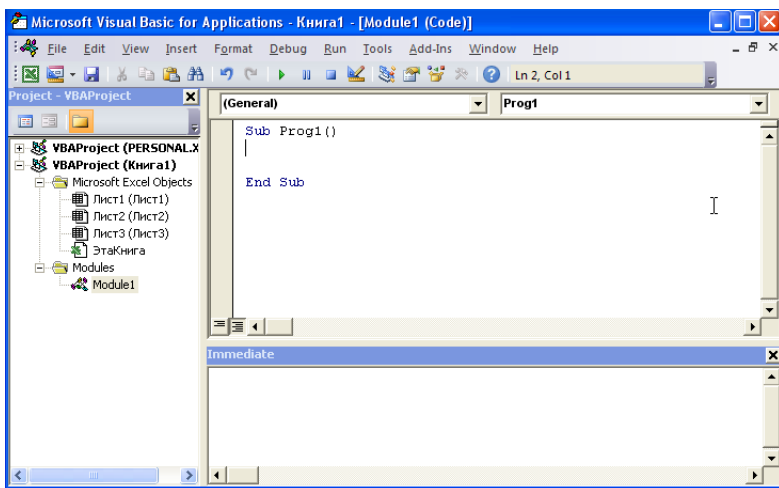 Microsoft Visual Basic for Applications - Книга1 - [Module1 (Code)]
File Edit View Insert Format Debug Run Tools Add-Ins Window Help
Ln 2, Col 1
Project - VBAProject
(General) Prog1
Sub Prog1()
End Sub
VBAProject (PERSONAL.X
VBAProject (Книга1)
Microsoft Excel Objects
Лист1 (Лист1)
Лист2 (Лист2)
Лист3 (Лист3)
ЭтаКнига
Modules
Module1
Immediate